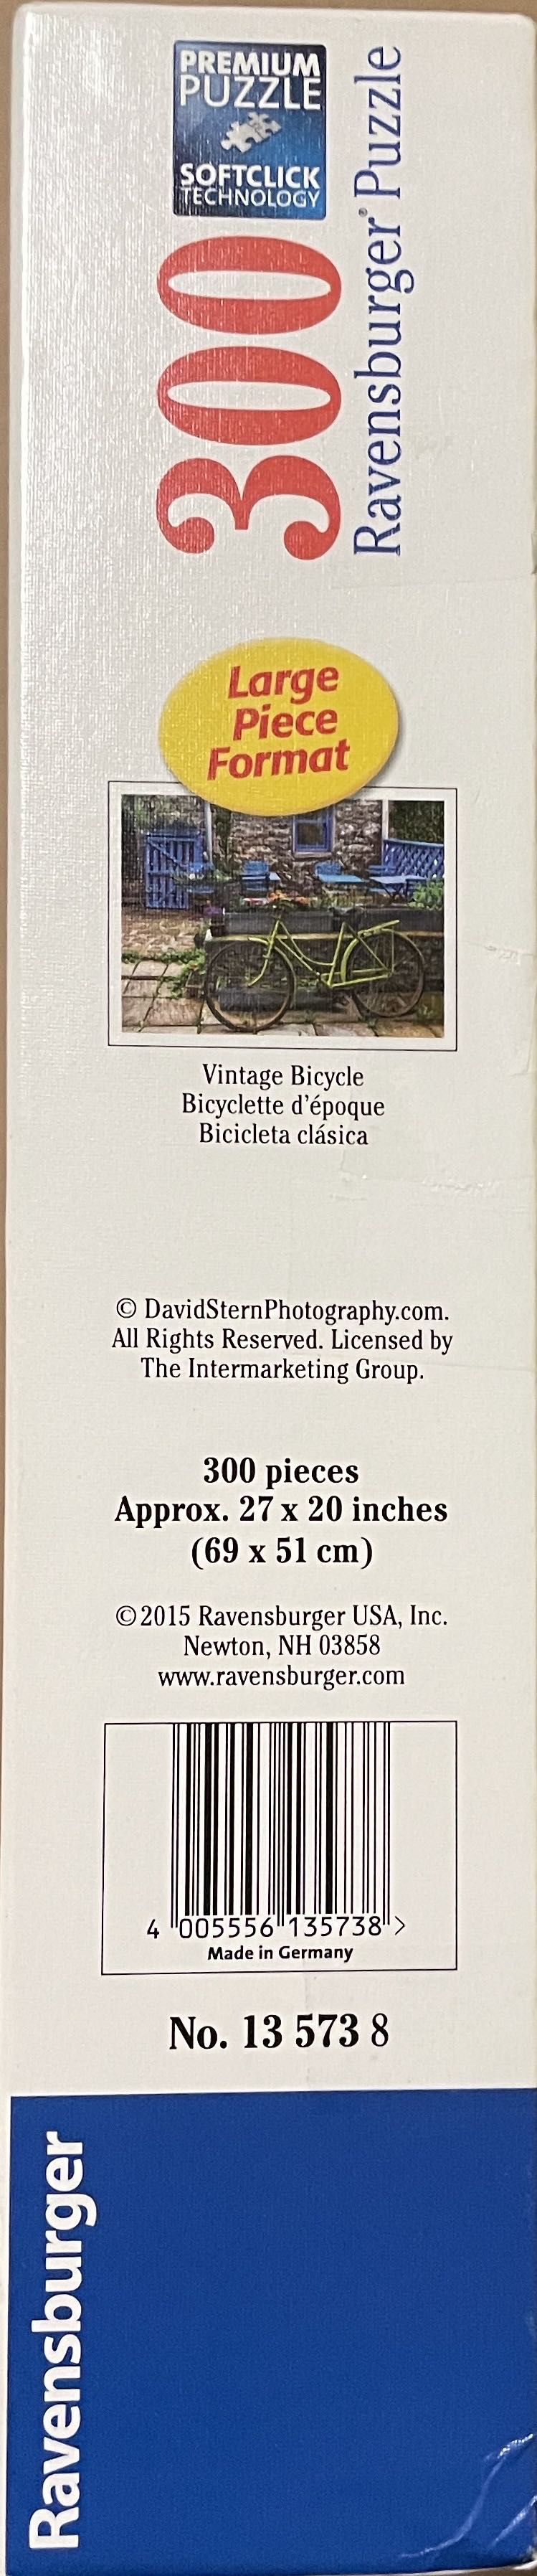 PREMIUM
PUZZLE
SOFTCLICK
TECHNOLOGY
300
Ravensburger® Puzzle
Large
Piece
Format
Vintage Bicycle
Bicyclette d'époque
Bicicleta clásica
© DavidSternPhotography.com.
All Rights Reserved. Licensed by
The Intermarketing Group.
300 pieces
Approx. 27 x 20 inches
(69 x 51 cm)
©2015 Ravensburger USA, Inc.
Newton, NH 03858
www.ravensburger.com
4 005556 135738 >
Made in Germany
No. 13 573 8
Ravensburger